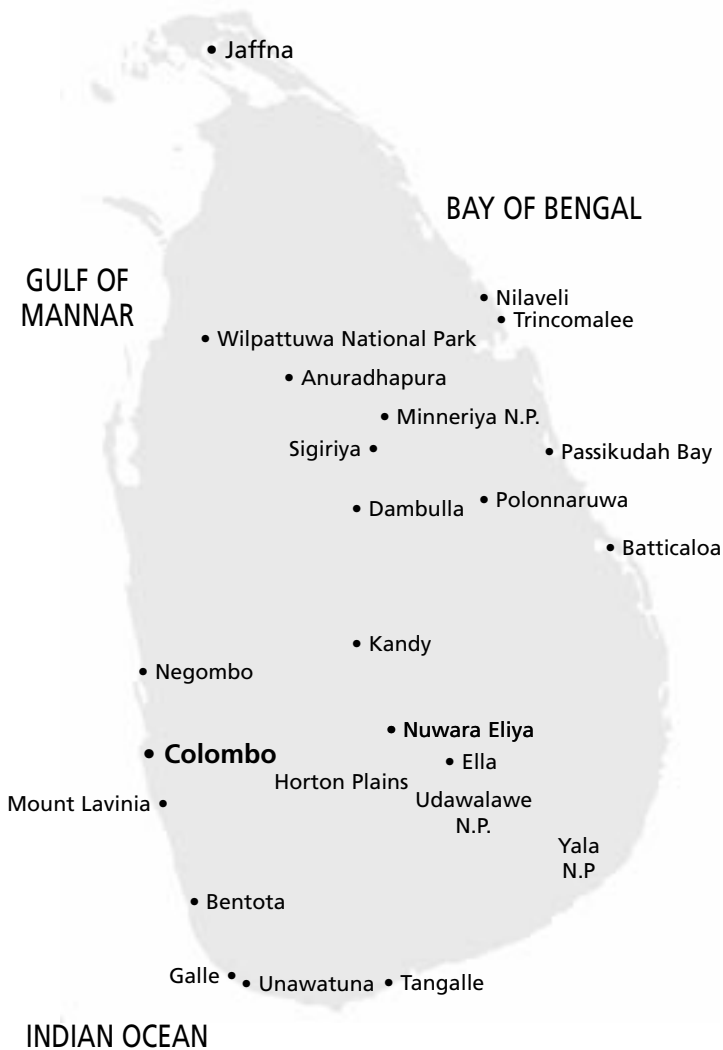 • Jaffna
BAY OF BENGAL
GULF OF
MANNAR
• Nilaveli
• Trincomalee
• Wilpattuwa National Park
• Anuradhapura
• Minneriya N.P.
Sigiriya •
• Passikudah Bay
• Polonnaruwa
• Dambulla
• Batticaloa
• Kandy
• Negombo
• Nuwara Eliya
• Colombo
• Ella
Horton Plains
Mount Lavinia •
Udawalawe
N.P.
Yala
N.P
• Bentota
Galle •
• Unawatuna
• Tangalle
INDIAN OCEAN